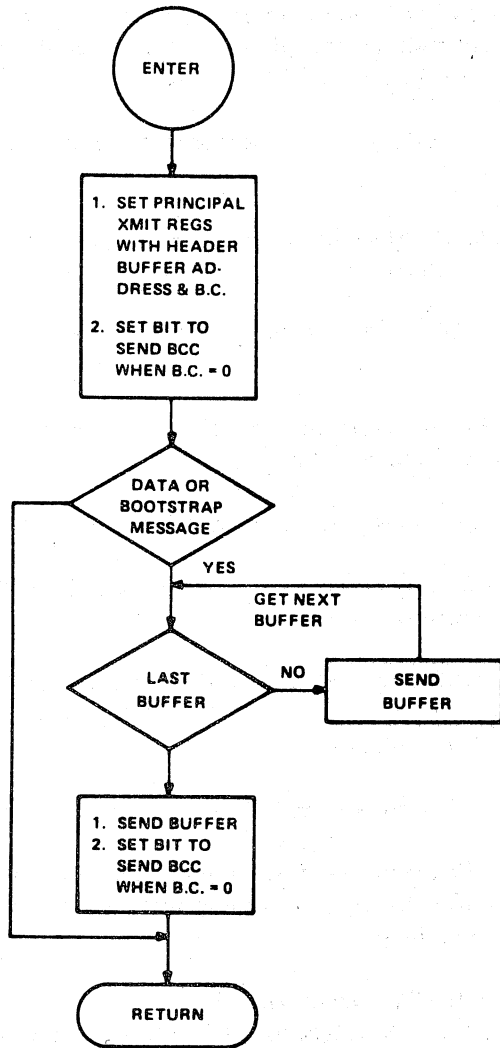 ENTER
1. SET PRINCIPAL
XMIT REGS
WITH HEADER
BUFFER AD-
DRESS & B.C.
2. SET BIT TO
SEND BCC
WHEN B.C. = 0
DATA OR
BOOTSTRAP
MESSAGE
YES
GET NEXT
BUFFER
LAST
BUFFER
NO
SEND
BUFFER
1. SEND BUFFER
2. SET BIT TO
SEND BCC
WHEN B.C. = 0
RETURN